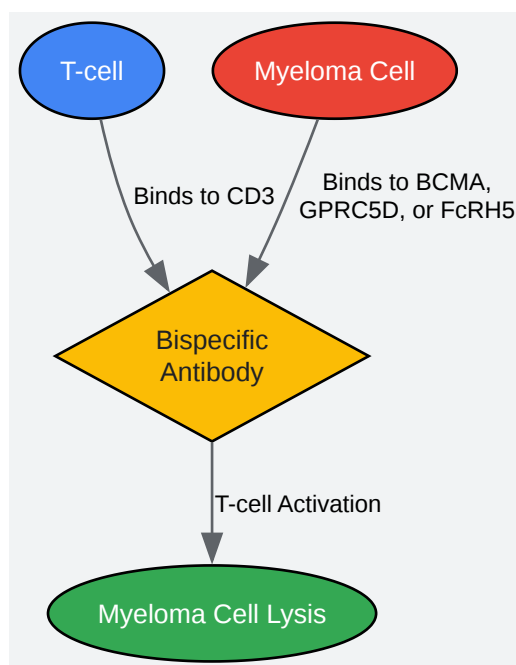 T-cell
Myeloma Cell
Binds to CD3
Binds to BCMA,
GPRC5D, or FcRH5
Bispecific
Antibody
T-cell Activation
Myeloma Cell Lysis